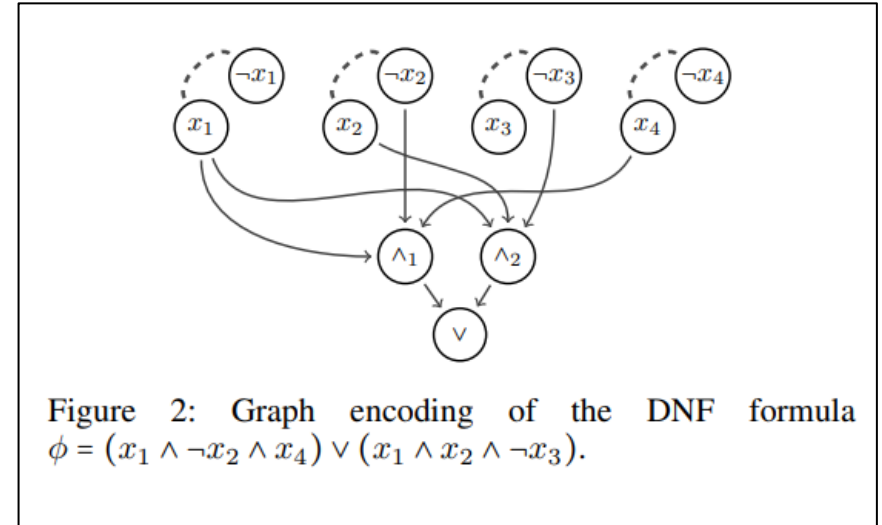 ¬x₁ ¬x₂ ¬x₃ ¬x₄
x₁ x₂ x₃ x₄
∧₁ ∧₂
∨
Figure 2: Graph encoding of the DNF formula
ϕ = (x₁ ∧ ¬x₂ ∧ x₄) ∨ (x₁ ∧ x₂ ∧ ¬x₃).